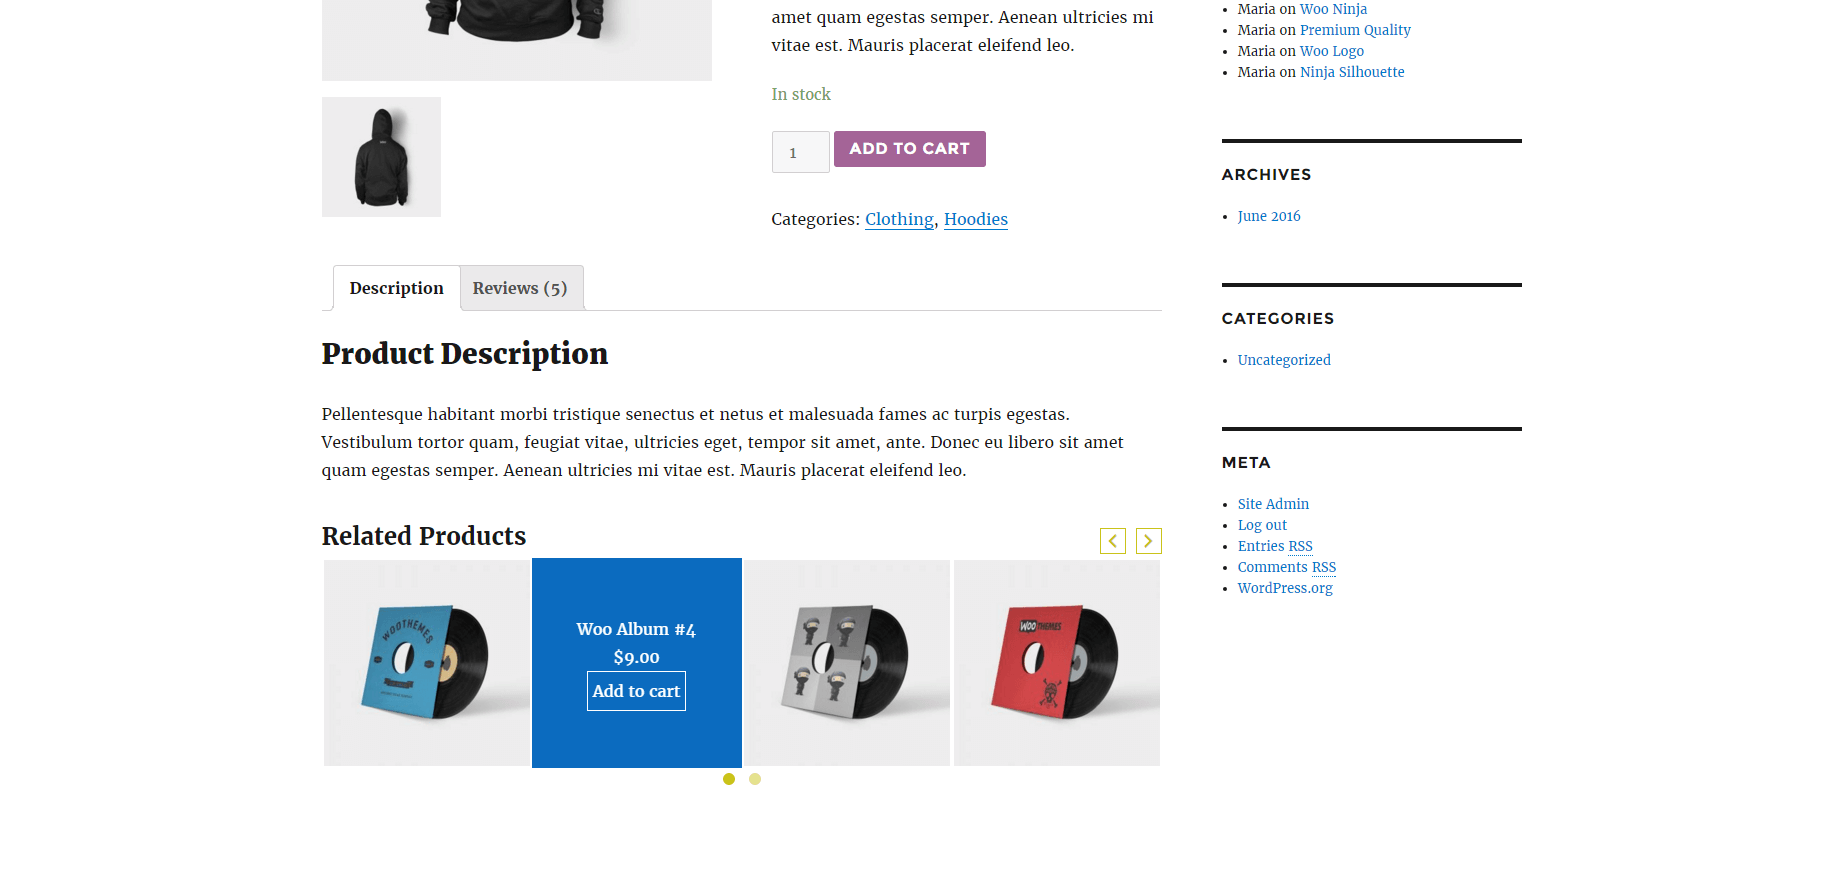 amet quam egestas semper. Aenean ultricies mi
vitae est. Mauris placerat eleifend leo.
In stock
1
ADD TO CART
Categories: Clothing, Hoodies
Description
Reviews (5)
Product Description
Pellentesque habitant morbi tristique senectus et netus et malesuada fames ac turpis egestas.
Vestibulum tortor quam, feugiat vitae, ultricies eget, tempor sit amet, ante. Donec eu libero sit amet
quam egestas semper. Aenean ultricies mi vitae est. Mauris placerat eleifend leo.
Related Products
WOOTHEMES
Woo Album #4
$9.00
Add to cart
WOOTHEMES
Maria on Woo Ninja
Maria on Premium Quality
Maria on Woo Logo
Maria on Ninja Silhouette
ARCHIVES
June 2016
CATEGORIES
Uncategorized
META
Site Admin
Log out
Entries RSS
Comments RSS
WordPress.org